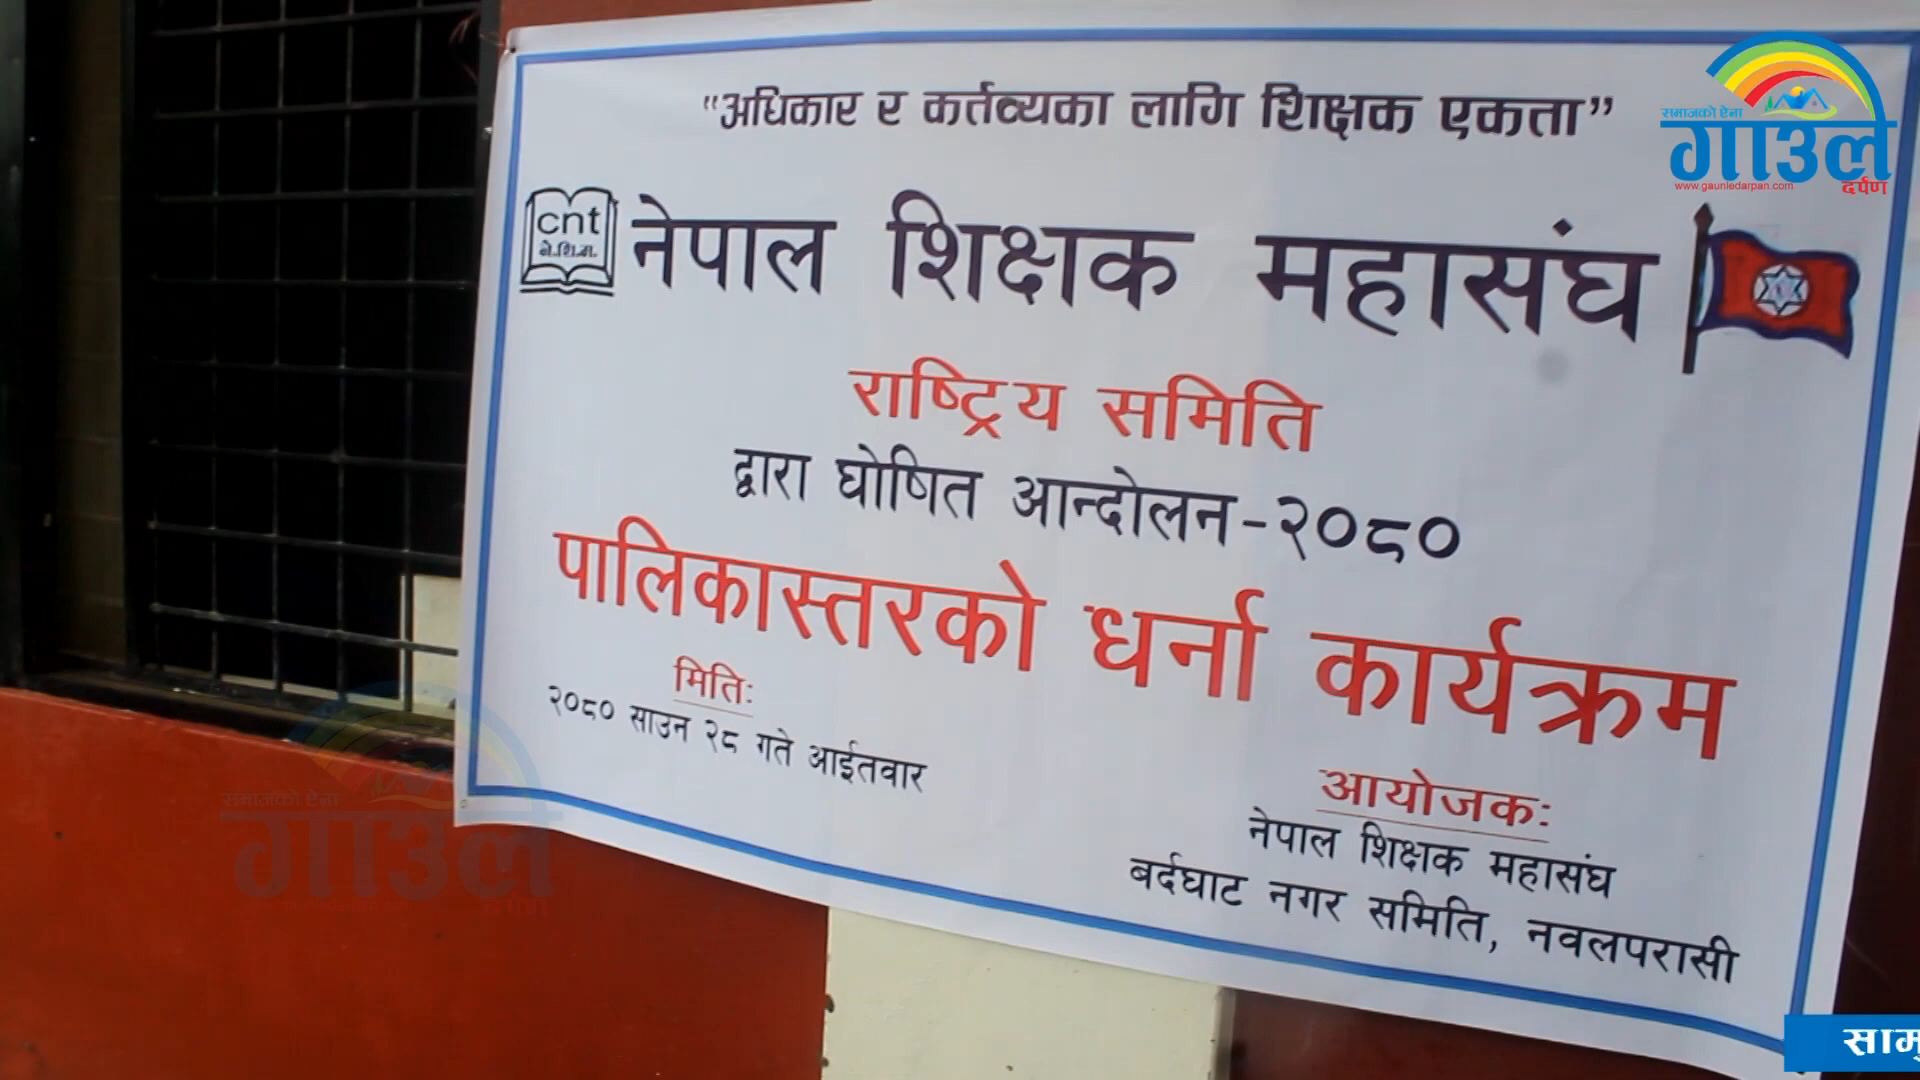 "अधिकार र कर्तव्यका लागि शिक्षक एकता"
cnt
ने.शि.म.
नेपाल शिक्षक महासंघ
राष्ट्रिय समिति
द्वारा घोषित आन्दोलन-२०८०
पालिकास्तरको धर्ना कार्यक्रम
मितिः
२०८० साउन २८ गते आईतवार
आयोजकः
नेपाल शिक्षक महासंघ
बर्दघाट नगर समिति, नवलपरासी
समाजको ऐना
गाउँले
दर्पण
www.gaunledarpan.com